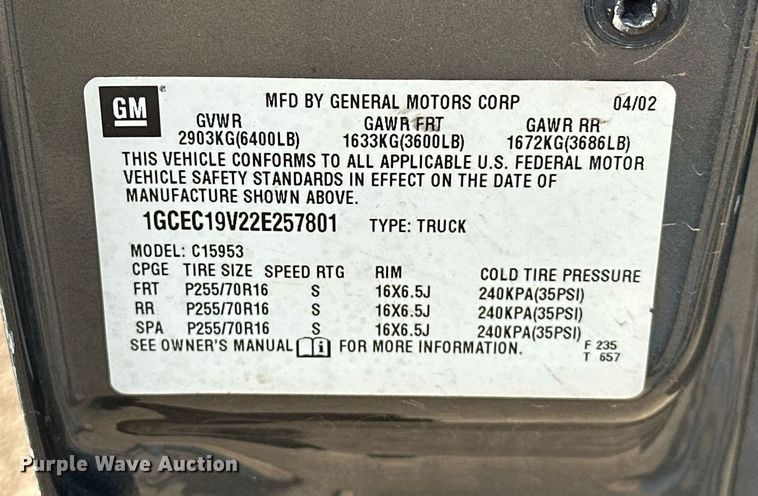 GM ®
MFD BY GENERAL MOTORS CORP 04/02
GVWR GAWR FRT GAWR RR
2903KG(6400LB) 1633KG(3600LB) 1672KG(3686LB)
THIS VEHICLE CONFORMS TO ALL APPLICABLE U.S. FEDERAL MOTOR
VEHICLE SAFETY STANDARDS IN EFFECT ON THE DATE OF
MANUFACTURE SHOWN ABOVE.
1GCEC19V22E257801 TYPE: TRUCK
MODEL: C15953
CPGE TIRE SIZE SPEED RTG RIM COLD TIRE PRESSURE
FRT P255/70R16 S 16X6.5J 240KPA(35PSI)
RR P255/70R16 S 16X6.5J 240KPA(35PSI)
SPA P255/70R16 S 16X6.5J 240KPA(35PSI)
SEE OWNER'S MANUAL FOR MORE INFORMATION. F 235
T 657
Purple Wave Auction